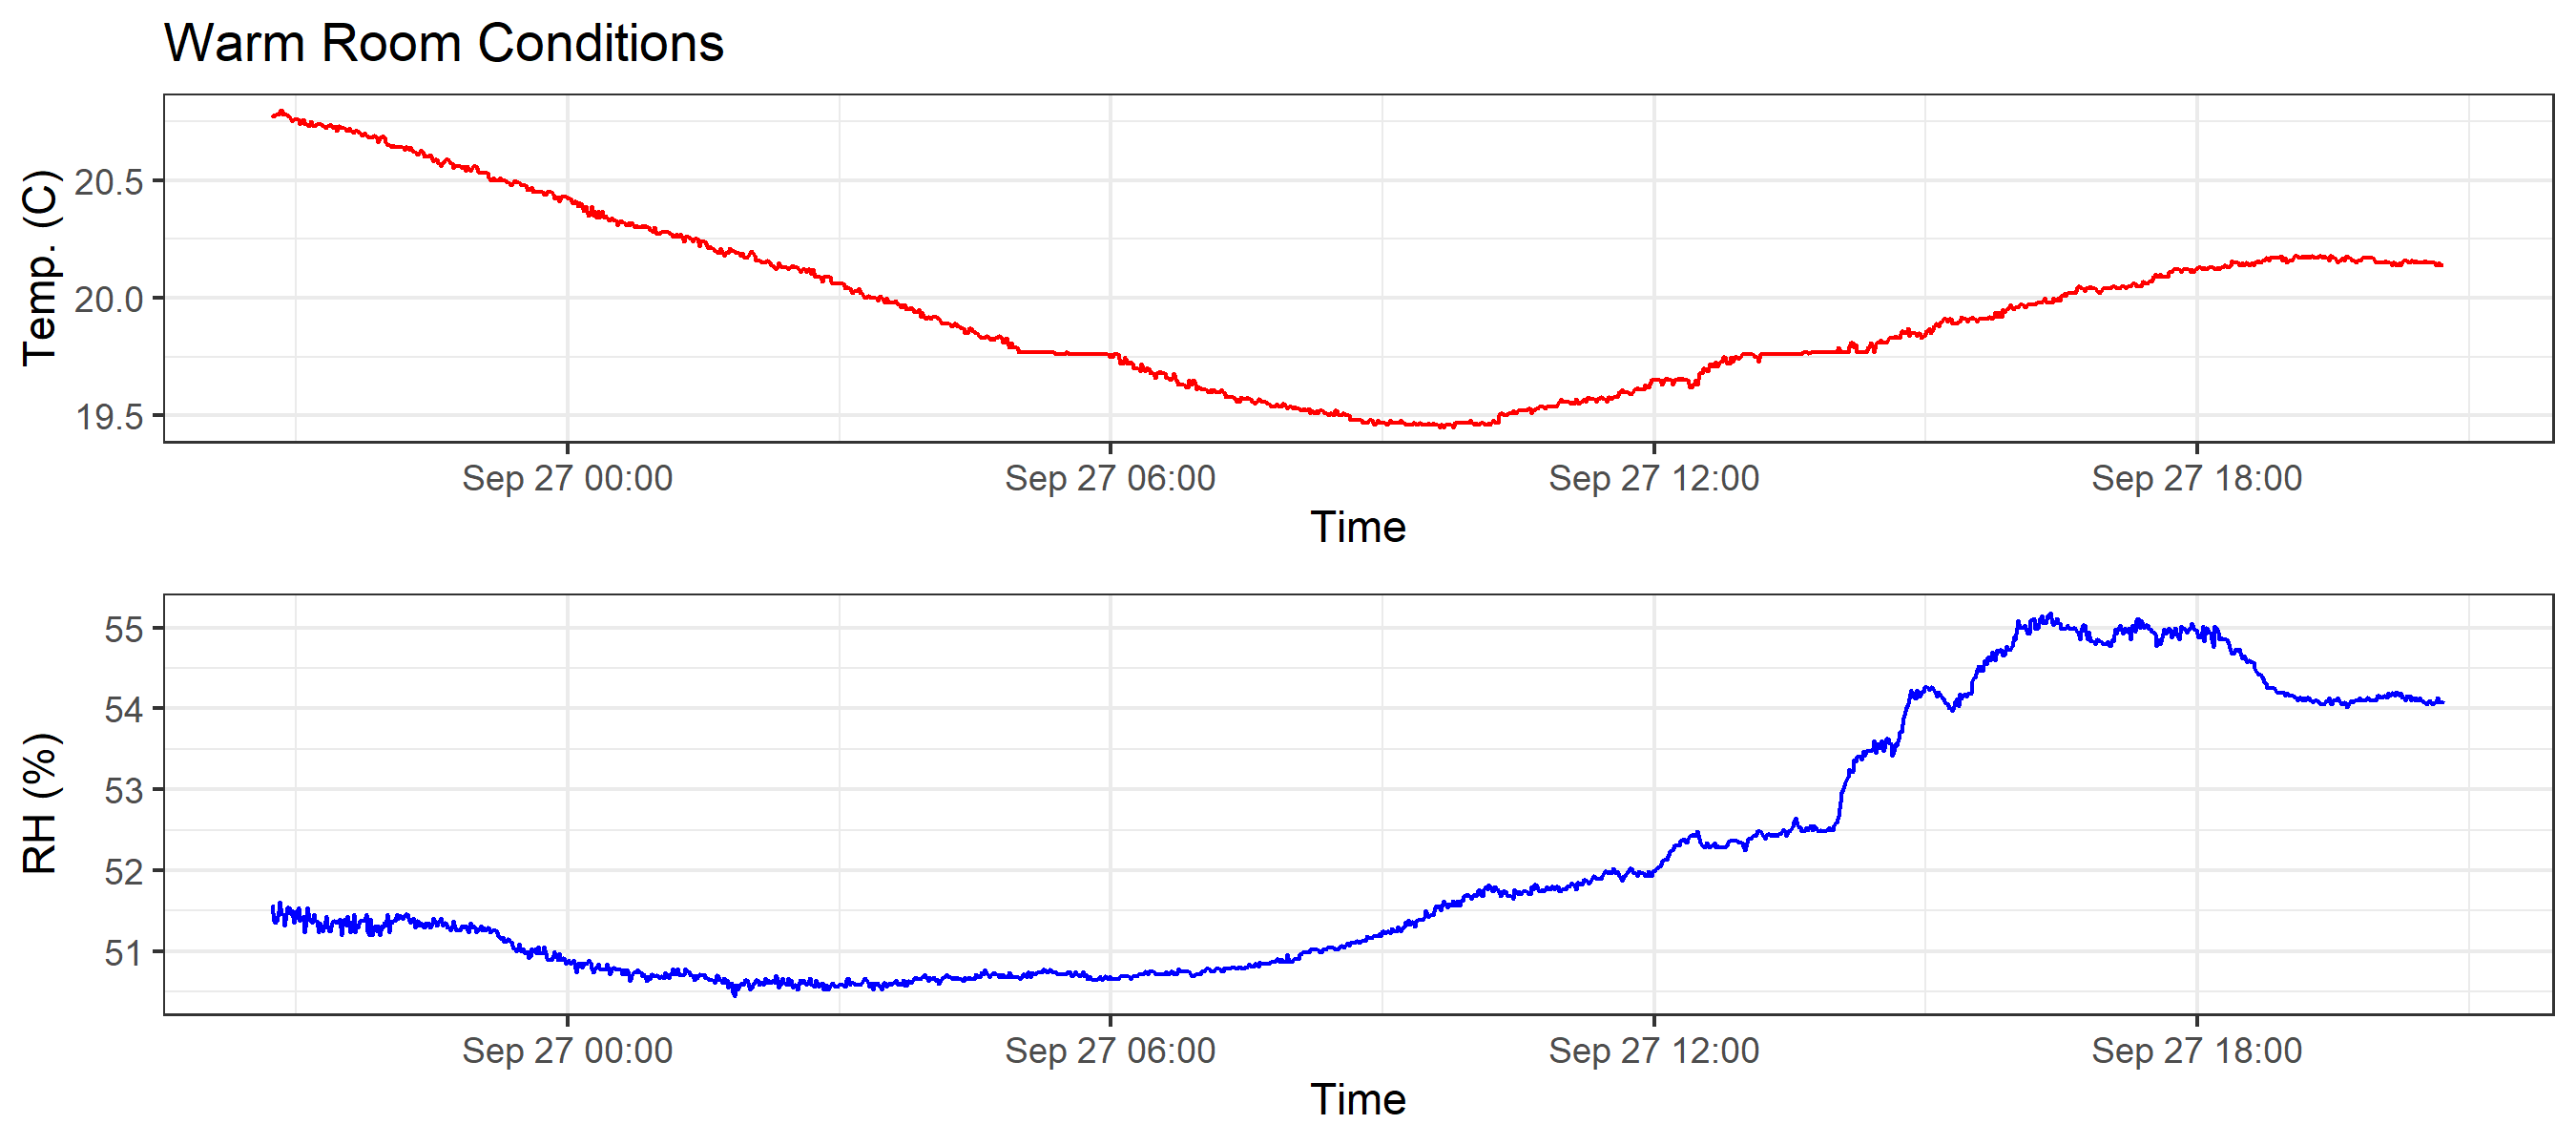 Warm Room Conditions
Temp. (C)
20.5
20.0
19.5
Sep 27 00:00 Sep 27 06:00 Sep 27 12:00 Sep 27 18:00
Time
RH (%)
55
54
53
52
51
Sep 27 00:00 Sep 27 06:00 Sep 27 12:00 Sep 27 18:00
Time